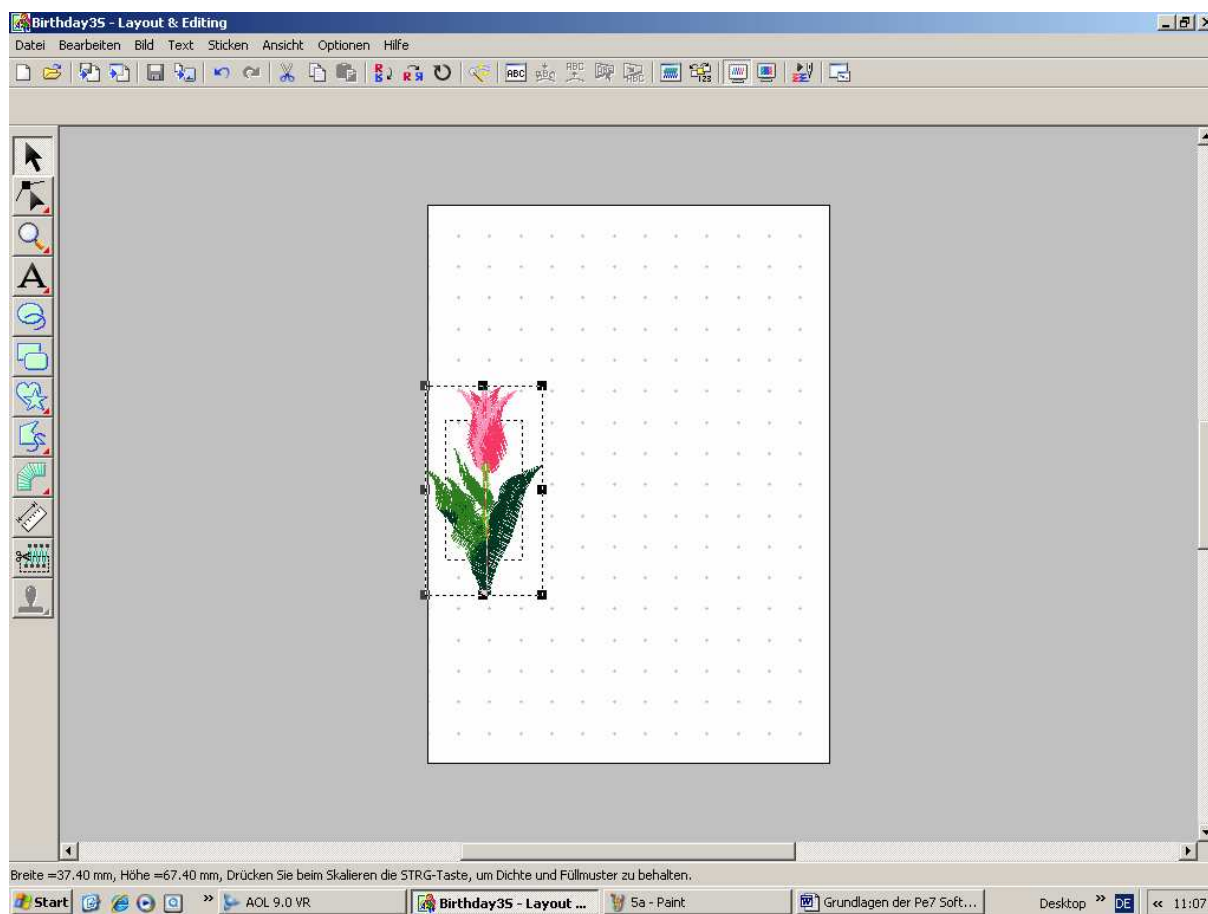 Birthday35 - Layout & Editing
Datei Bearbeiten Bild Text Sticken Ansicht Optionen Hilfe
ABC
A
Breite =37.40 mm, Höhe =67.40 mm, Drücken Sie beim Skalieren die STRG-Taste, um Dichte und Füllmuster zu behalten.
Start » AOL 9.0 VR Birthday35 - Layout ... 5a - Paint Grundlagen der Pe7 Soft... Desktop » DE « 11:07